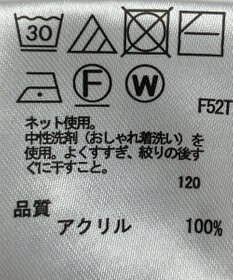 30
F W
F52T
ネット使用。
中性洗剤（おしゃれ着洗い）を
使用。よくすすぎ、絞りの後す
ぐに干すこと。
120
品質
アクリル 100%